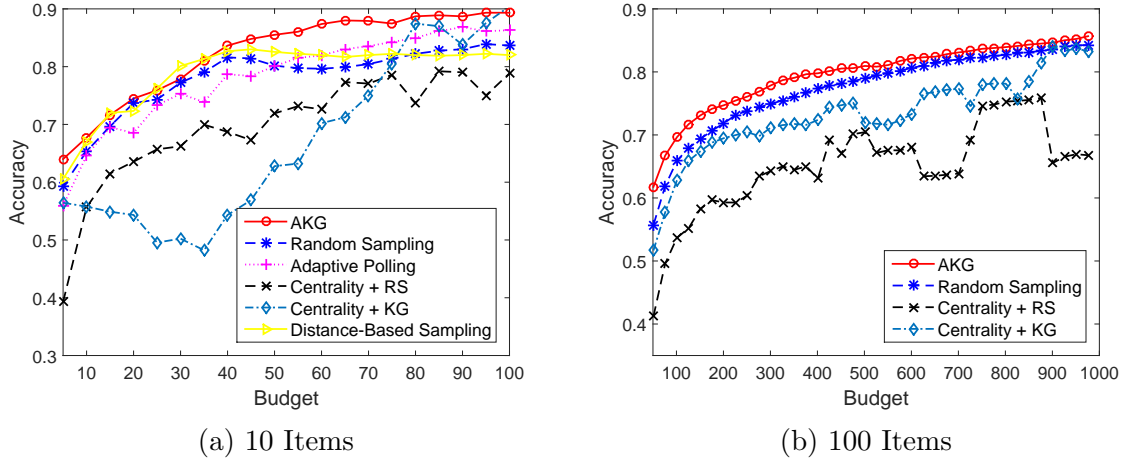 0.9
0.8
0.7
0.6
0.5
0.4
0.3
Accuracy
10 20 30 40 50 60 70 80 90 100
Budget
AKG
Random Sampling
Adaptive Polling
Centrality + RS
Centrality + KG
Distance-Based Sampling
(a) 10 Items
0.9
0.8
0.7
0.6
0.5
0.4
Accuracy
100 200 300 400 500 600 700 800 900 1000
Budget
AKG
Random Sampling
Centrality + RS
Centrality + KG
(b) 100 Items